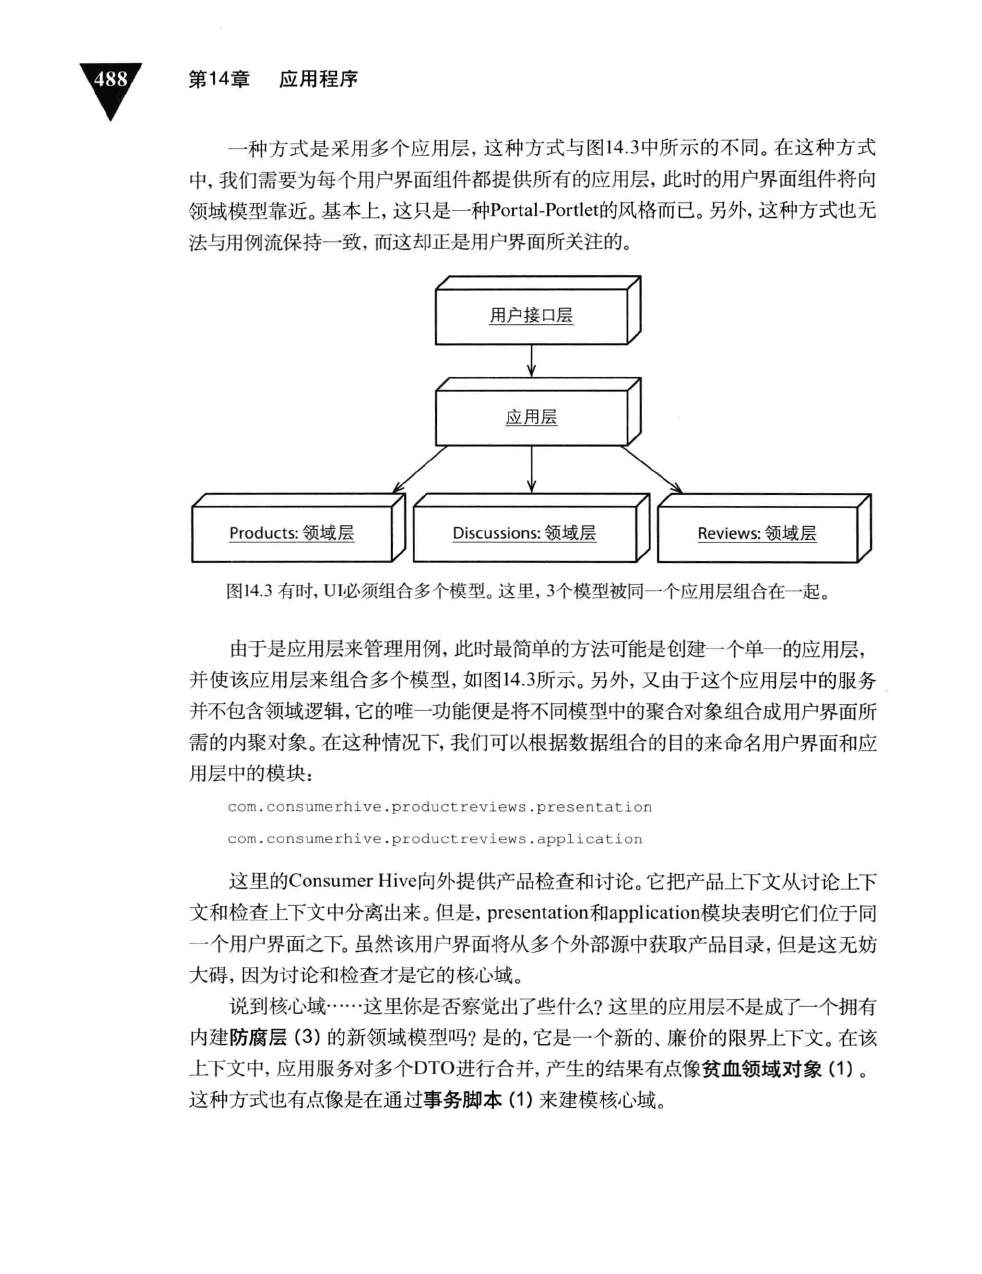 488
第14章 应用程序
一种方式是采用多个应用层，这种方式与图14.3中所示的不同。在这种方式
中，我们需要为每个用户界面组件都提供所有的应用层，此时的用户界面组件将向
领域模型靠近。基本上，这只是一种Portal-Portlet的风格而已。另外，这种方式也无
法与用例流保持一致，而这却正是用户界面所关注的。
用户接口层
应用层
Products: 领域层
Discussions: 领域层
Reviews: 领域层
图14.3 有时，UI必须组合多个模型。这里，3个模型被同一个应用层组合在一起。
由于是应用层来管理用例，此时最简单的方法可能是创建一个单一的应用层，
并使该应用层来组合多个模型，如图14.3所示。另外，又由于这个应用层中的服务
并不包含领域逻辑，它的唯一功能便是将不同模型中的聚合对象组合成用户界面所
需的内聚对象。在这种情况下，我们可以根据数据组合的目的来命名用户界面和应
用层中的模块：
com.consumerhive.productreviews.presentation
com.consumerhive.productreviews.application
这里的Consumer Hive向外提供产品检查和讨论。它把产品上下文从讨论上下
文和检查上下文中分离出来。但是，presentation和application模块表明它们位于同
一个用户界面之下。虽然该用户界面将从多个外部源中获取产品目录，但是这无妨
大碍，因为讨论和检查才是它的核心域。
说到核心域……这里你是否察觉出了些什么？这里的应用层不是成了一个拥有
内建防腐层（3）的新领域模型吗？是的，它是一个新的、廉价的限界上下文。在该
上下文中，应用服务对多个DTO进行合并，产生的结果有点像贫血领域对象（1）。
这种方式也有点像是在通过事务脚本（1）来建模核心域。